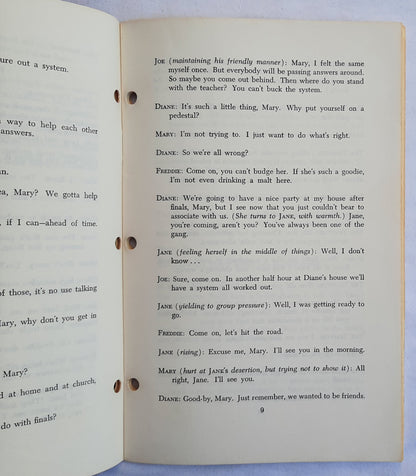 ure out a system.
s way to help each other
answers.
an.
ea, Mary? We gotta help
, if I can—ahead of time.
of those, it's no use talking
Mary, why don't you get in
Mary?
d at home and at church,
do with finals?
JOE (maintaining his friendly manner): Mary, I felt the same
myself once. But everybody will be passing answers around.
So maybe you come out behind. Then where do you stand
with the teacher? You can't buck the system.
DIANE: It's such a little thing, Mary. Why put yourself on a
pedestal?
MARY: I'm not trying to. I just want to do what's right.
DIANE: So we're all wrong?
FREDDIE: Come on, you can't budge her. If she's such a goodie,
I'm not even drinking a malt here.
DIANE: We're going to have a nice party at my house after
finals, Mary, but I see now that you just couldn't bear to
associate with us. (She turns to JANE, with warmth.) Jane,
you're coming, aren't you? You've always been one of the
gang.
JANE (feeling herself in the middle of things): Well, I don't
know . . .
JOE: Sure, come on. In another half hour at Diane's house we'll
have a system all worked out.
JANE (yielding to group pressure): Well, I was getting ready to
go.
FREDDIE: Come on, let's hit the road.
JANE (rising): Excuse me, Mary. I'll see you in the morning.
MARY (hurt at JANE's desertion, but trying not to show it): All
right, Jane. I'll see you.
DIANE: Good-by, Mary. Just remember, we wanted to be friends.
9